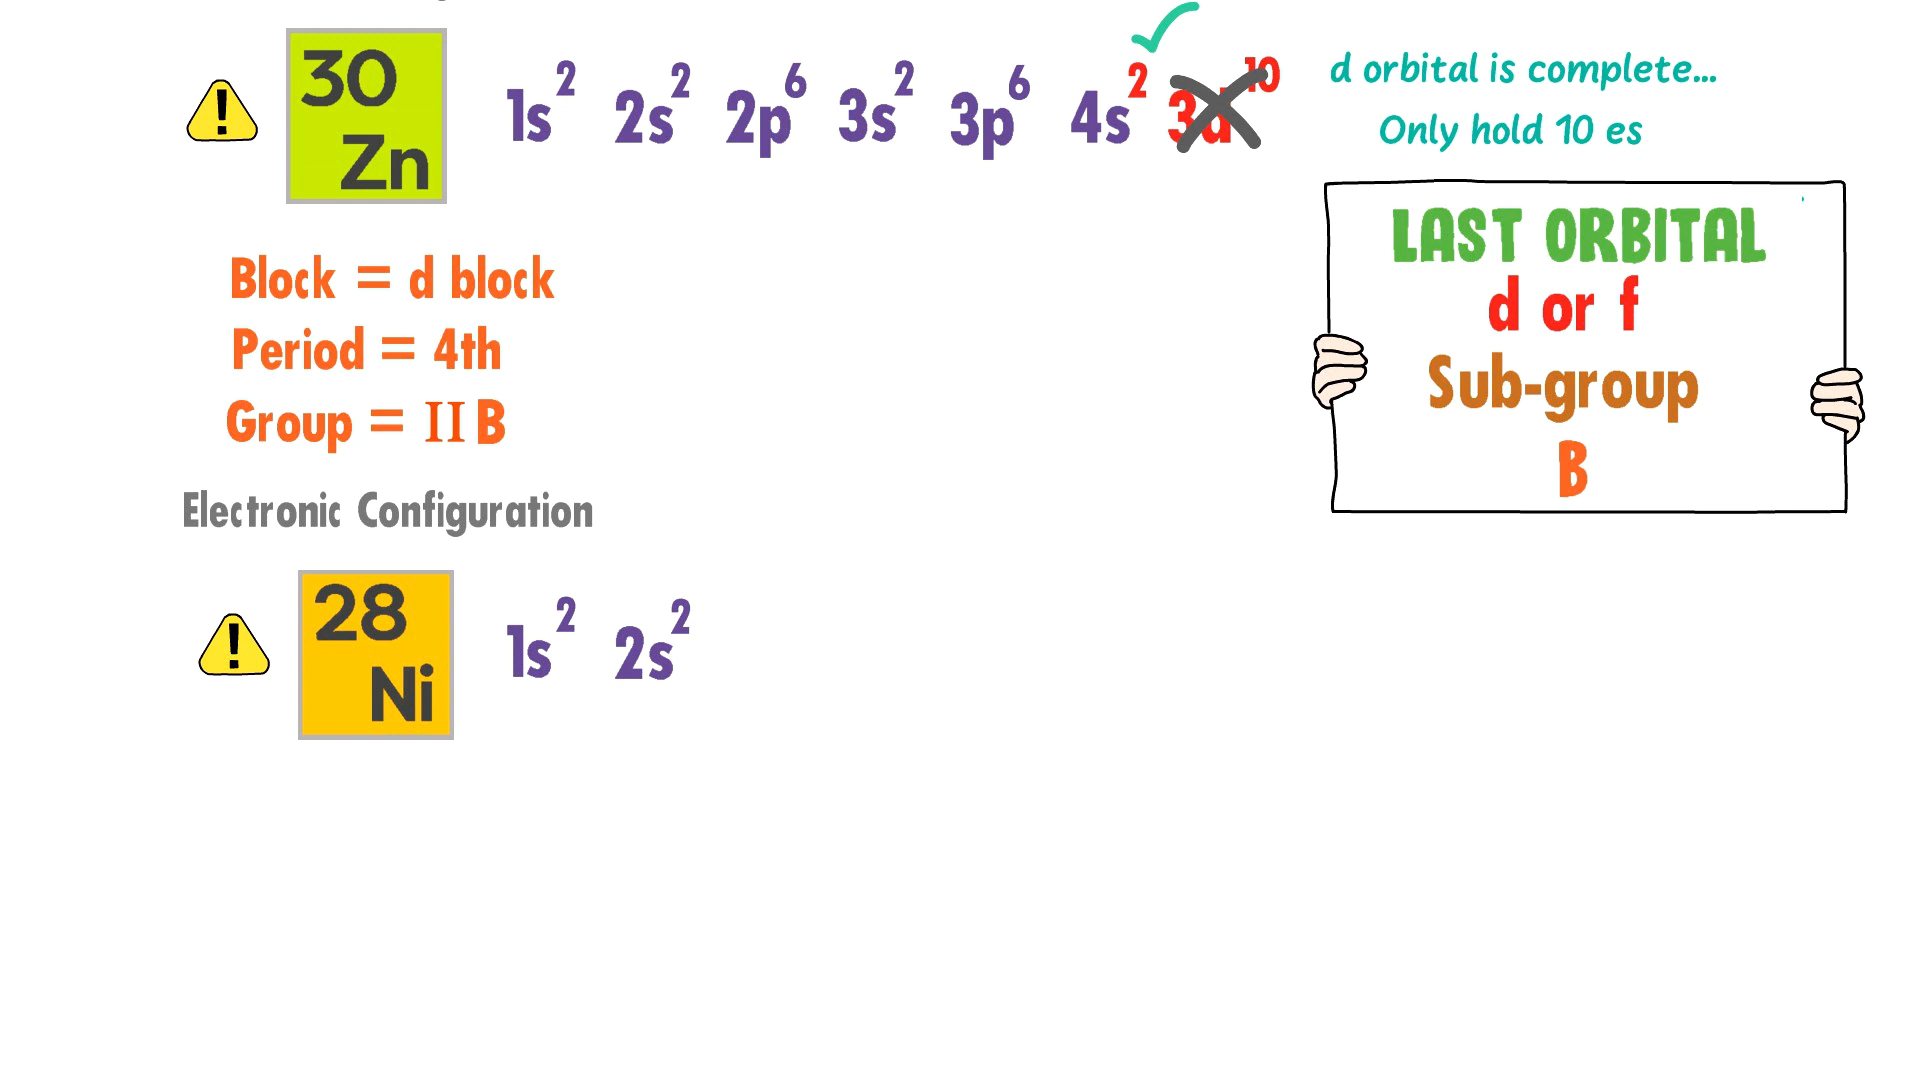 30
Zn
1s² 2s² 2p⁶ 3s² 3p⁶ 4s² 3d¹⁰
d orbital is complete...
Only hold 10 es
LAST ORBITAL
d or f
Sub-group
B
Block = d block
Period = 4th
Group = II B
Electronic Configuration
28
Ni
1s² 2s²